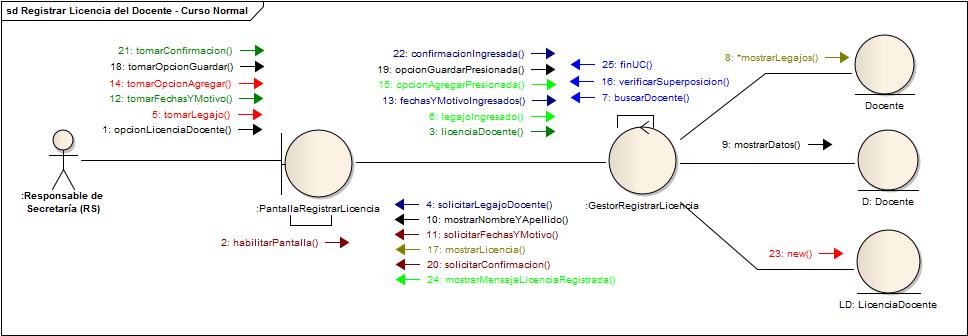 sd Registrar Licencia del Docente - Curso Normal
21: tomarConfirmacion()
18: tomarOpcionGuardar()
14: tomarOpcionAgregar()
12: tomarFechasYMotivo()
5: tomarLegajo()
1: opcionLicenciaDocente()
22: confirmacionIngresada()
19: opcionGuardarPresionada()
15: opcionAgregarPresionada()
13: fechasYMotivoIngresados()
6: legajoIngresado()
3: licenciaDocente()
25: finUC()
16: verificarSuperposicion()
7: buscarDocente()
8: *mostrarLegajos()
Docente
9: mostrarDatos()
D: Docente
:Responsable de
Secretaría (RS)
:PantallaRegistrarLicencia
:GestorRegistrarLicencia
2: habilitarPantalla()
4: solicitarLegajoDocente()
10: mostrarNombreYApellido()
11: solicitarFechasYMotivo()
17: mostrarLicencia()
20: solicitarConfirmacion()
24: mostrarMensajeLicenciaRegistrada()
23: new()
LD: LicenciaDocente